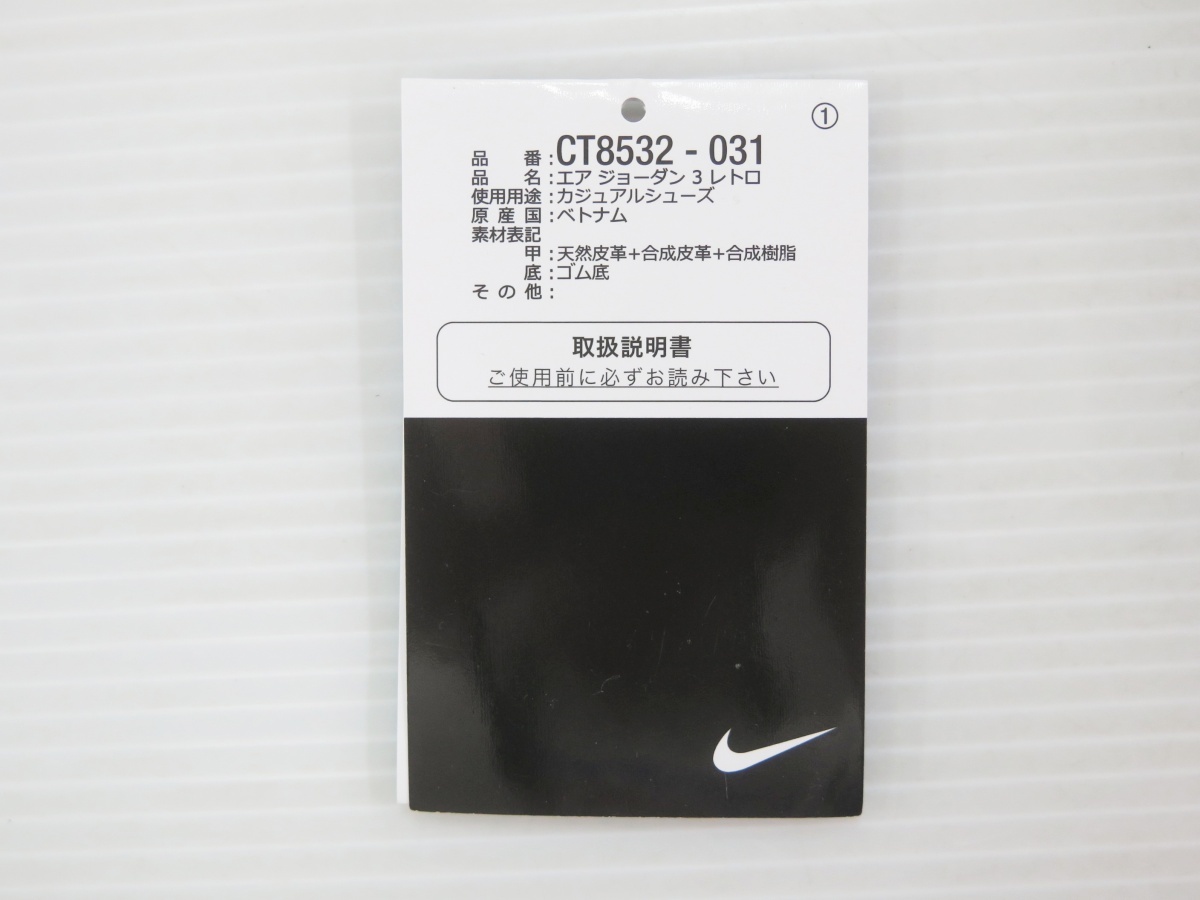 ①
品番:CT8532 - 031
品名:エア ジョーダン 3 レトロ
使用用途:カジュアルシューズ
原産国:ベトナム
素材表記
甲:天然皮革+合成皮革+合成樹脂
底:ゴム底
その他:
取扱説明書
ご使用前に必ずお読み下さい